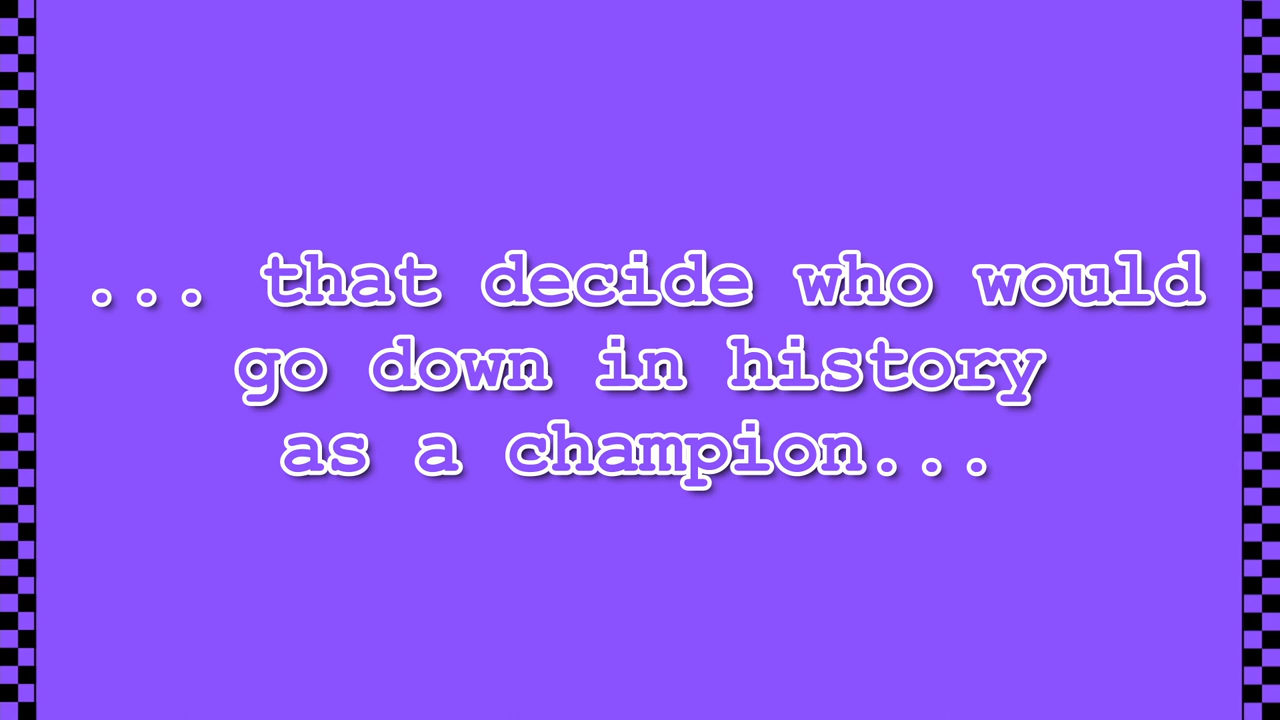 ... that decide who would
go down in history
as a champion...